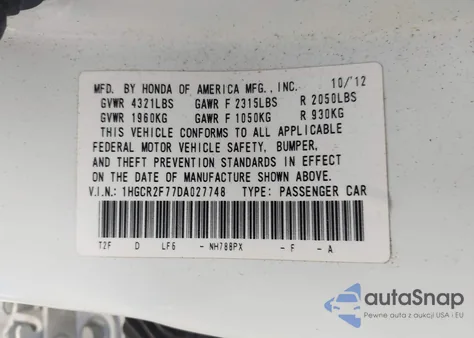 MFD. BY HONDA OF AMERICA MFG., INC. 10/'12
GVWR 4321LBS GAWR F 2315LBS R 2050LBS
GVWR 1960KG GAWR F 1050KG R 930KG
THIS VEHICLE CONFORMS TO ALL APPLICABLE
FEDERAL MOTOR VEHICLE SAFETY, BUMPER,
AND THEFT PREVENTION STANDARDS IN EFFECT
ON THE DATE OF MANUFACTURE SHOWN ABOVE.
V.I.N.: 1HGCR2F77DA027748 TYPE: PASSENGER CAR
T2F D LF6 - NH788PX - F - A
autoSnap
Pewne auta z aukcji USA i EU